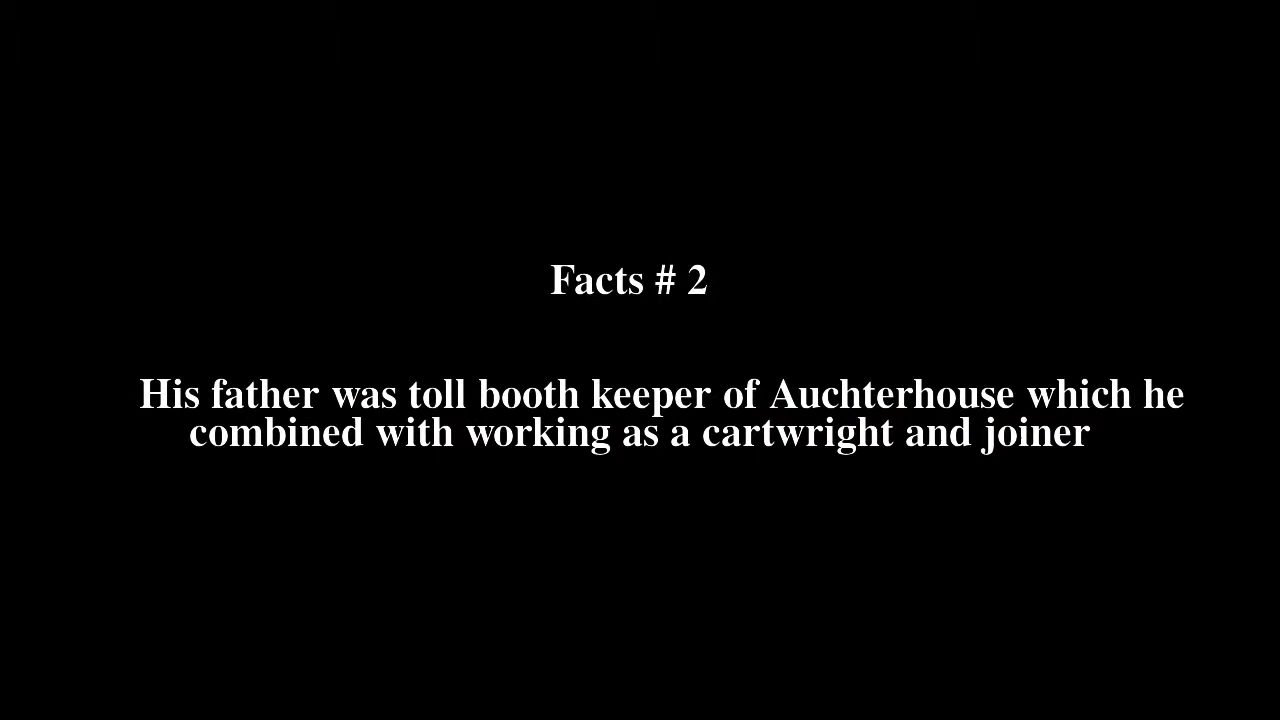 Facts # 2
His father was toll booth keeper of Auchterhouse which he
combined with working as a cartwright and joiner